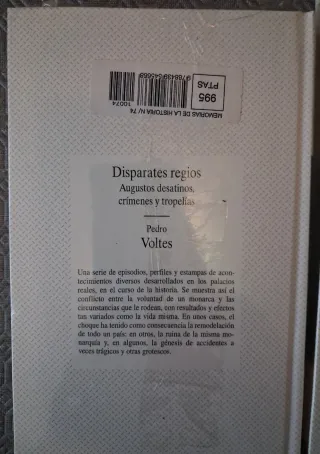 MEMORIAS DE LA HISTORIA N/ 74
995
PTAS
10074
Disparates regios
Augustos desatinos,
crímenes y tropelías
Pedro
Voltes
Una serie de episodios, perfiles y estampas de acon-
tecimientos diversos desarrollados en los palacios
reales, en el curso de la historia. Se muestra así el
conflicto entre la voluntad de un monarca y las
circunstancias que le rodean, con resultados y efectos
tan variados como la vida misma. En unos casos, el
choque ha tenido como consecuencia la remodelación
de todo un país: en otros, la ruina de la misma mo-
narquía y, en algunos, la génesis de accidentes a
veces trágicos y otras grotescos.